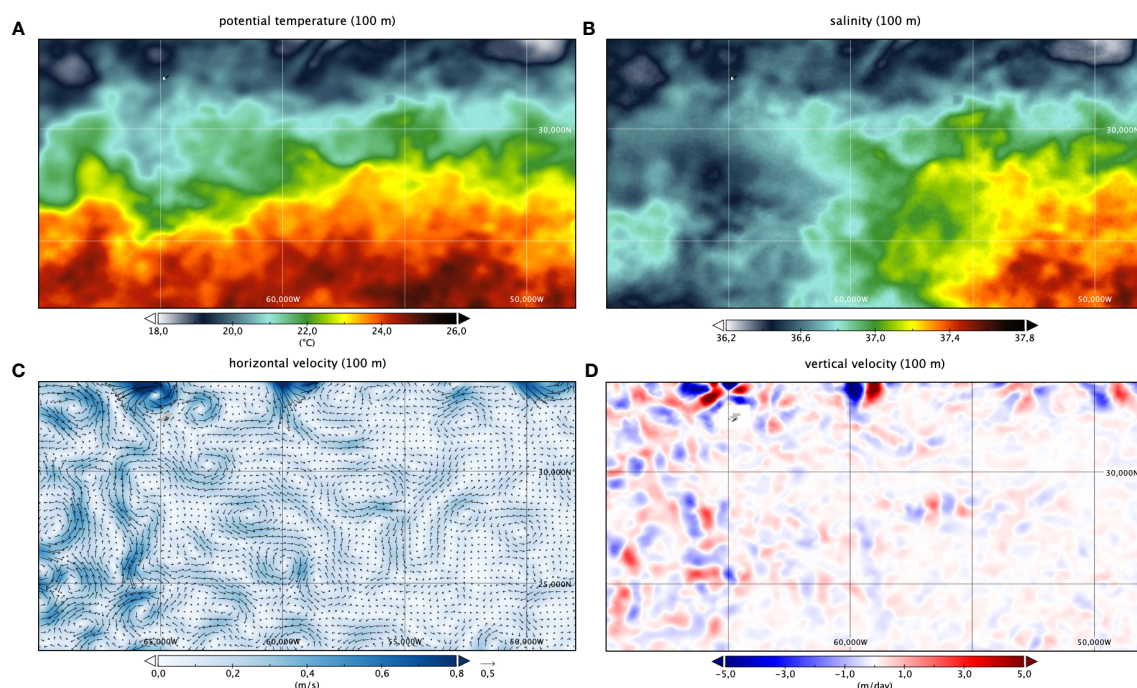 A
potential temperature (100 m)
30,000N
60,000W
50,000W
18,0 20,0 22,0 24,0 26,0
(°C)
B
salinity (100 m)
30,000N
60,000W
50,000W
36,2 36,6 37,0 37,4 37,8
C
horizontal velocity (100 m)
30,000N
25,000N
65,000W 60,000W 55,000W 50,000W
0,0 0,2 0,4 0,6 0,8 0,5
(m/s)
D
vertical velocity (100 m)
30,000N
60,000W
50,000W
-5,0 -3,0 -1,0 1,0 3,0 5,0
(m/day)